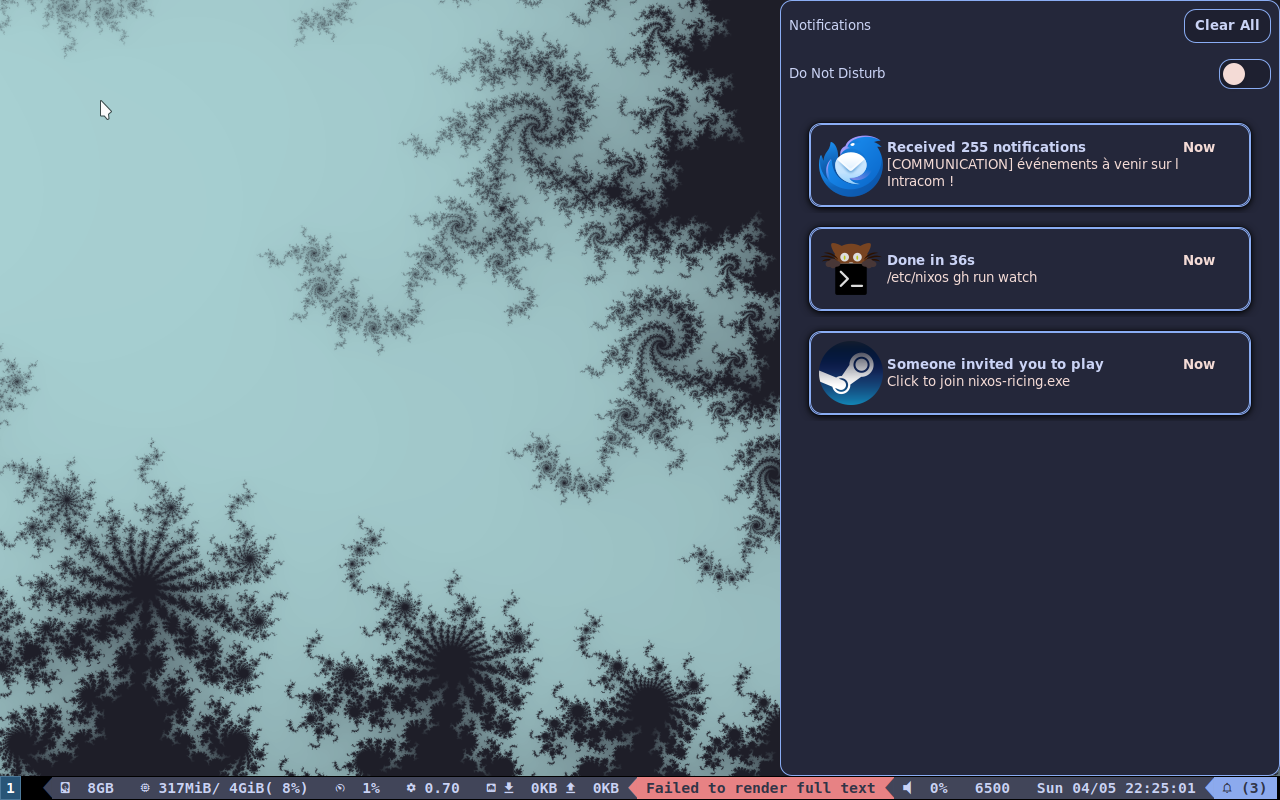 Notifications
Clear All
Do Not Disturb
Received 255 notifications Now
[COMMUNICATION] événements à venir sur l
Intracom !
Done in 36s Now
/etc/nixos gh run watch
Someone invited you to play Now
Click to join nixos-ricing.exe
1 8GB 317MiB/ 4GiB( 8%) 1% 0.70 0KB 0KB Failed to render full text 0% 6500 Sun 04/05 22:25:01 (3)